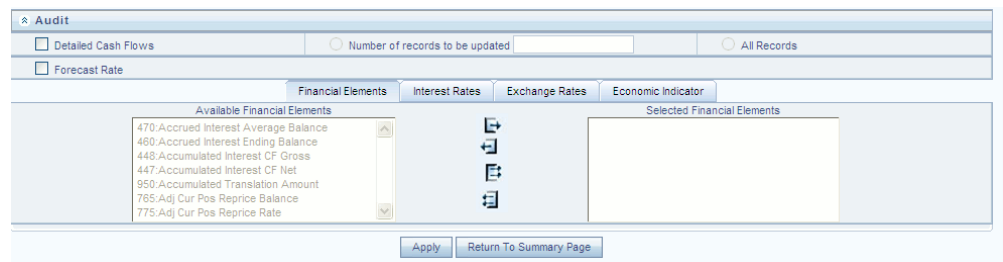 Audit
Detailed Cash Flows Number of records to be updated All Records
Forecast Rate
Financial Elements Interest Rates Exchange Rates Economic Indicator
Available Financial Elements Selected Financial Elements
470:Accrued Interest Average Balance
460:Accrued Interest Ending Balance
448:Accumulated Interest CF Gross
447:Accumulated Interest CF Net
950:Accumulated Translation Amount
765:Adj Cur Pos Reprice Balance
775:Adj Cur Pos Reprice Rate
Apply Return To Summary Page